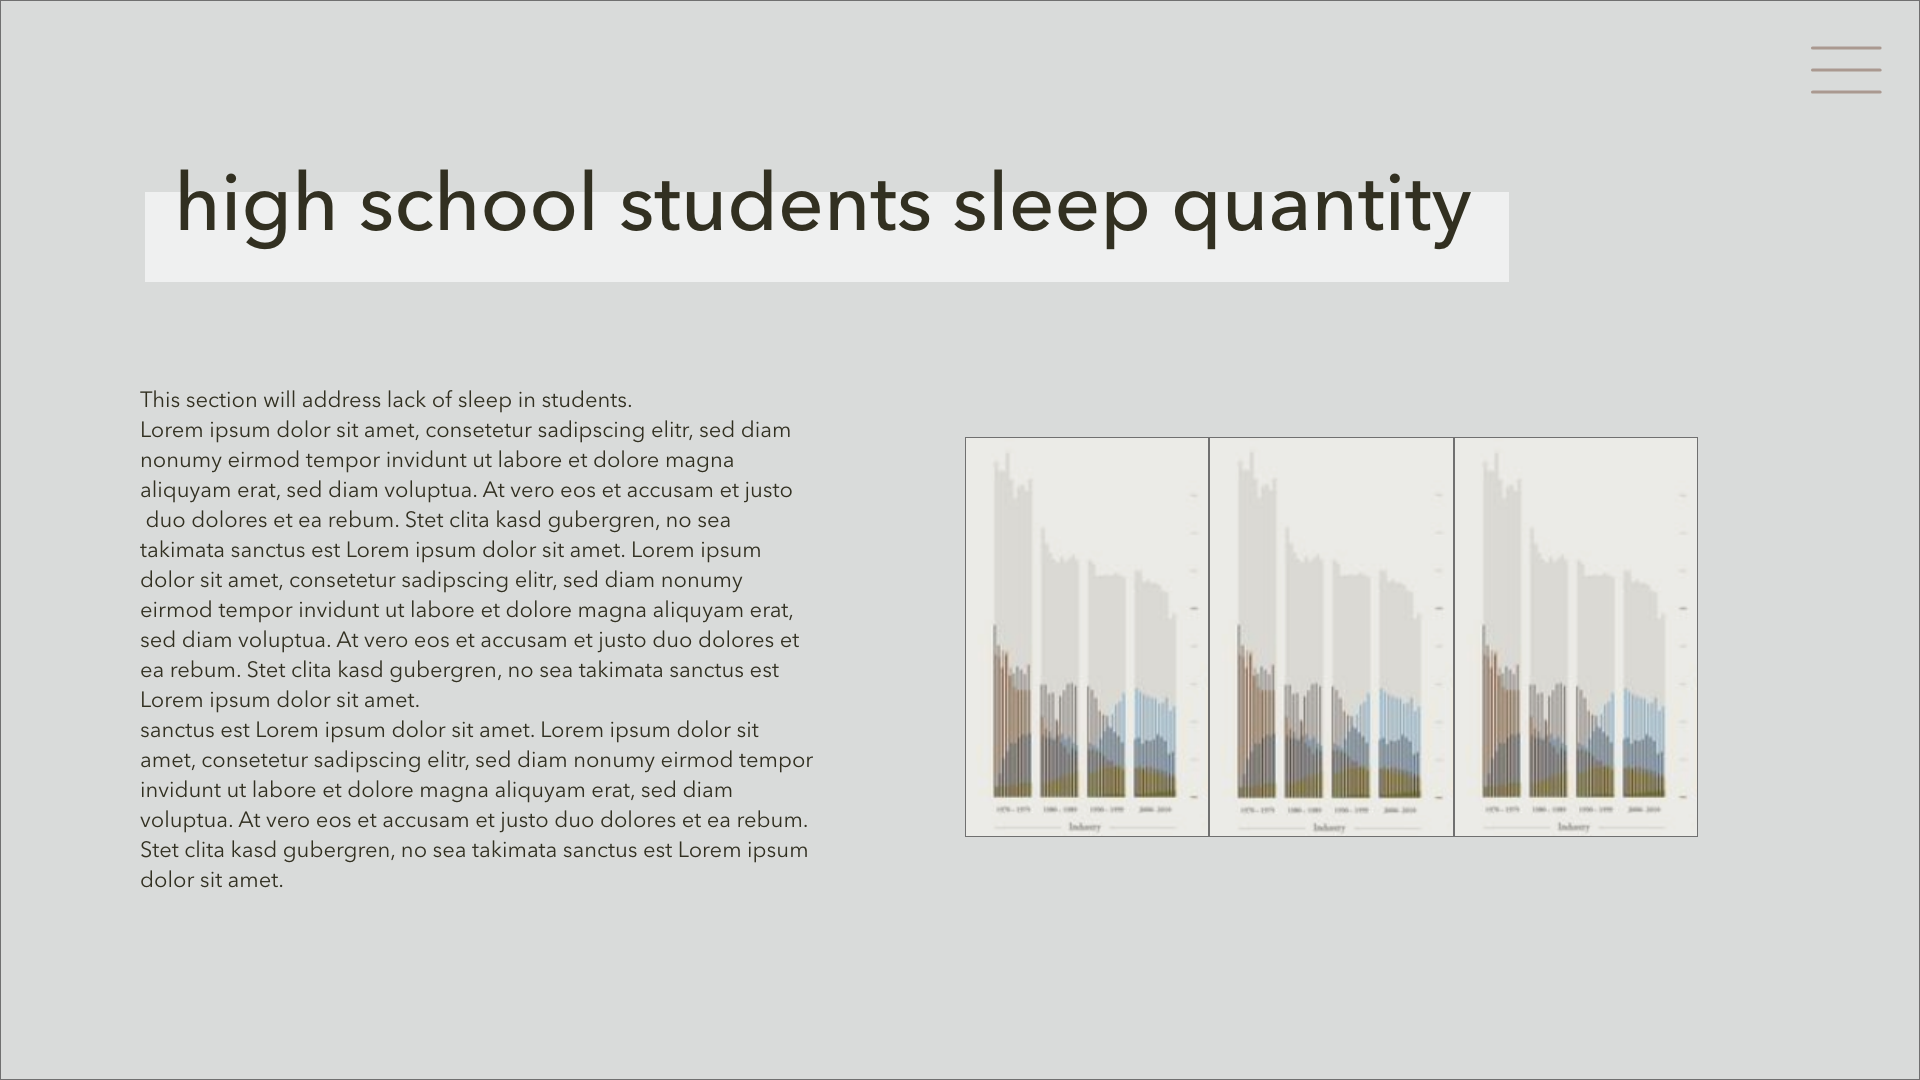 high school students sleep quantity
This section will address lack of sleep in students.
Lorem ipsum dolor sit amet, consetetur sadipscing elitr, sed diam
nonumy eirmod tempor invidunt ut labore et dolore magna
aliquyam erat, sed diam voluptua. At vero eos et accusam et justo
duo dolores et ea rebum. Stet clita kasd gubergren, no sea
takimata sanctus est Lorem ipsum dolor sit amet. Lorem ipsum
dolor sit amet, consetetur sadipscing elitr, sed diam nonumy
eirmod tempor invidunt ut labore et dolore magna aliquyam erat,
sed diam voluptua. At vero eos et accusam et justo duo dolores et
ea rebum. Stet clita kasd gubergren, no sea takimata sanctus est
Lorem ipsum dolor sit amet.
sanctus est Lorem ipsum dolor sit amet. Lorem ipsum dolor sit
amet, consetetur sadipscing elitr, sed diam nonumy eirmod tempor
invidunt ut labore et dolore magna aliquyam erat, sed diam
voluptua. At vero eos et accusam et justo duo dolores et ea rebum.
Stet clita kasd gubergren, no sea takimata sanctus est Lorem ipsum
dolor sit amet.
Industry
Industry
Industry